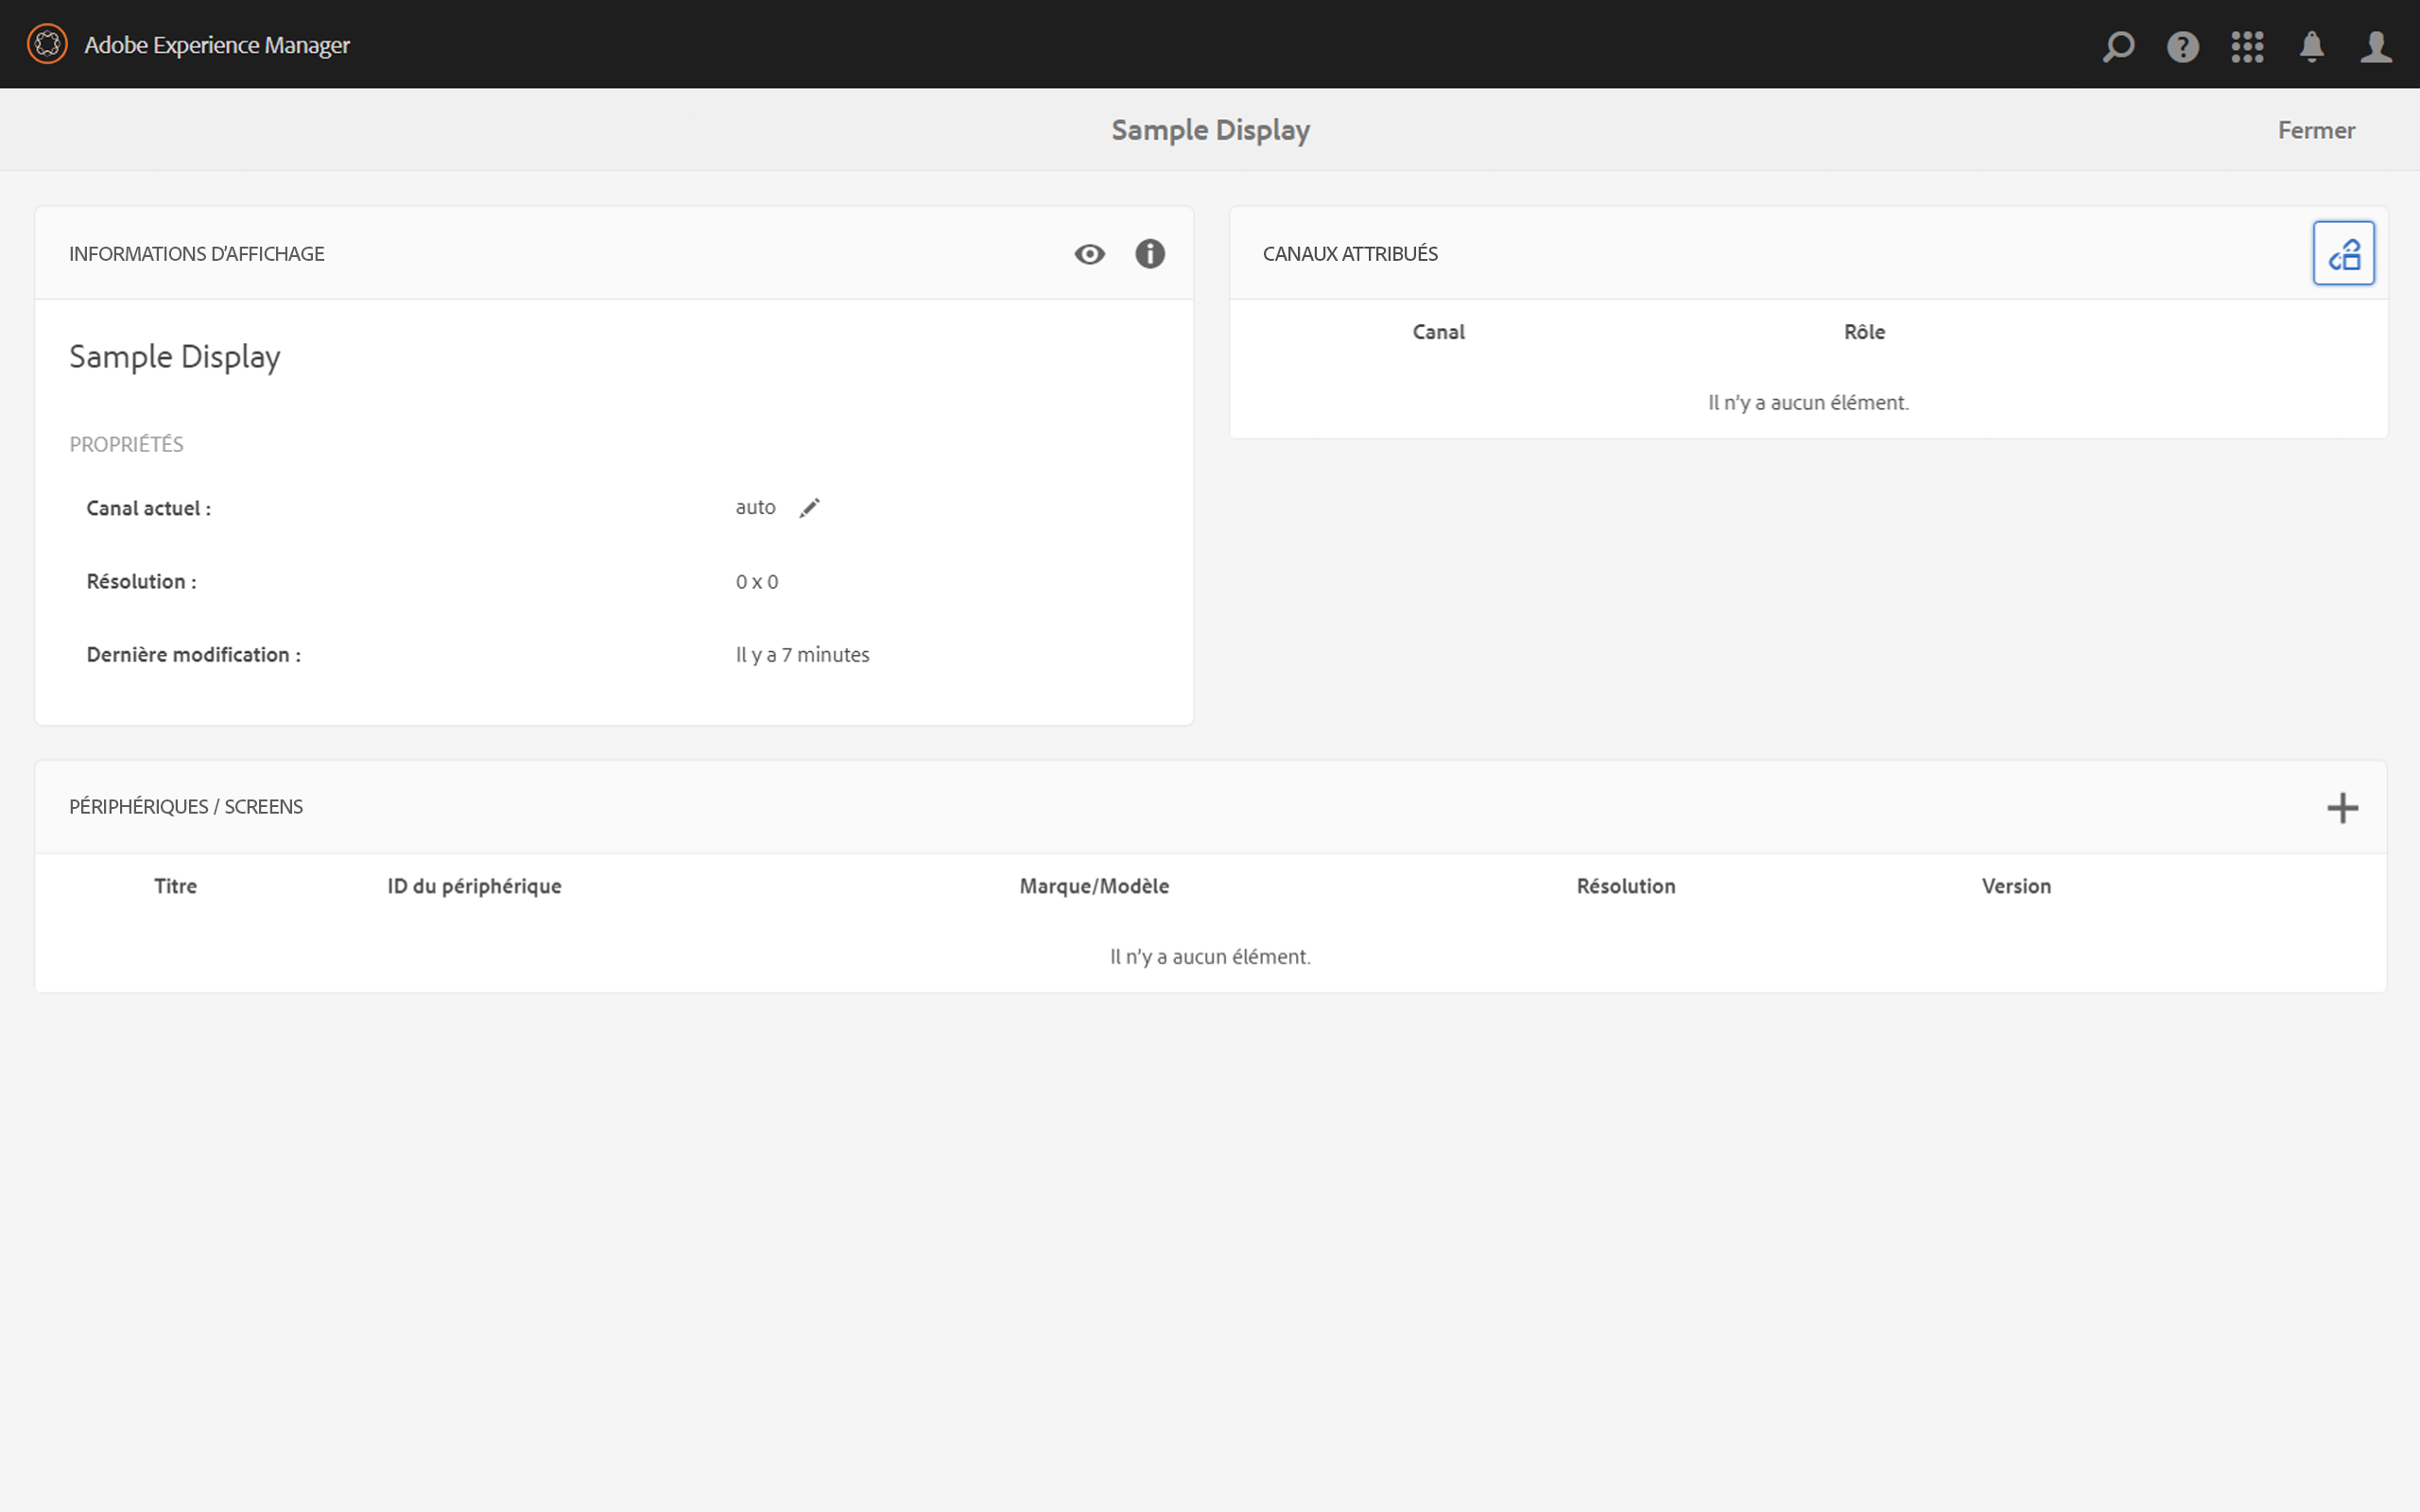 Adobe Experience Manager
Sample Display
Fermer
INFORMATIONS D’AFFICHAGE
Sample Display
PROPRIÉTÉS
Canal actuel : auto
Résolution : 0 x 0
Dernière modification : Il y a 7 minutes
CANAUX ATTRIBUÉS
Canal Rôle
Il n’y a aucun élément.
PÉRIPHÉRIQUES / SCREENS
Titre ID du périphérique Marque/Modèle Résolution Version
Il n’y a aucun élément.